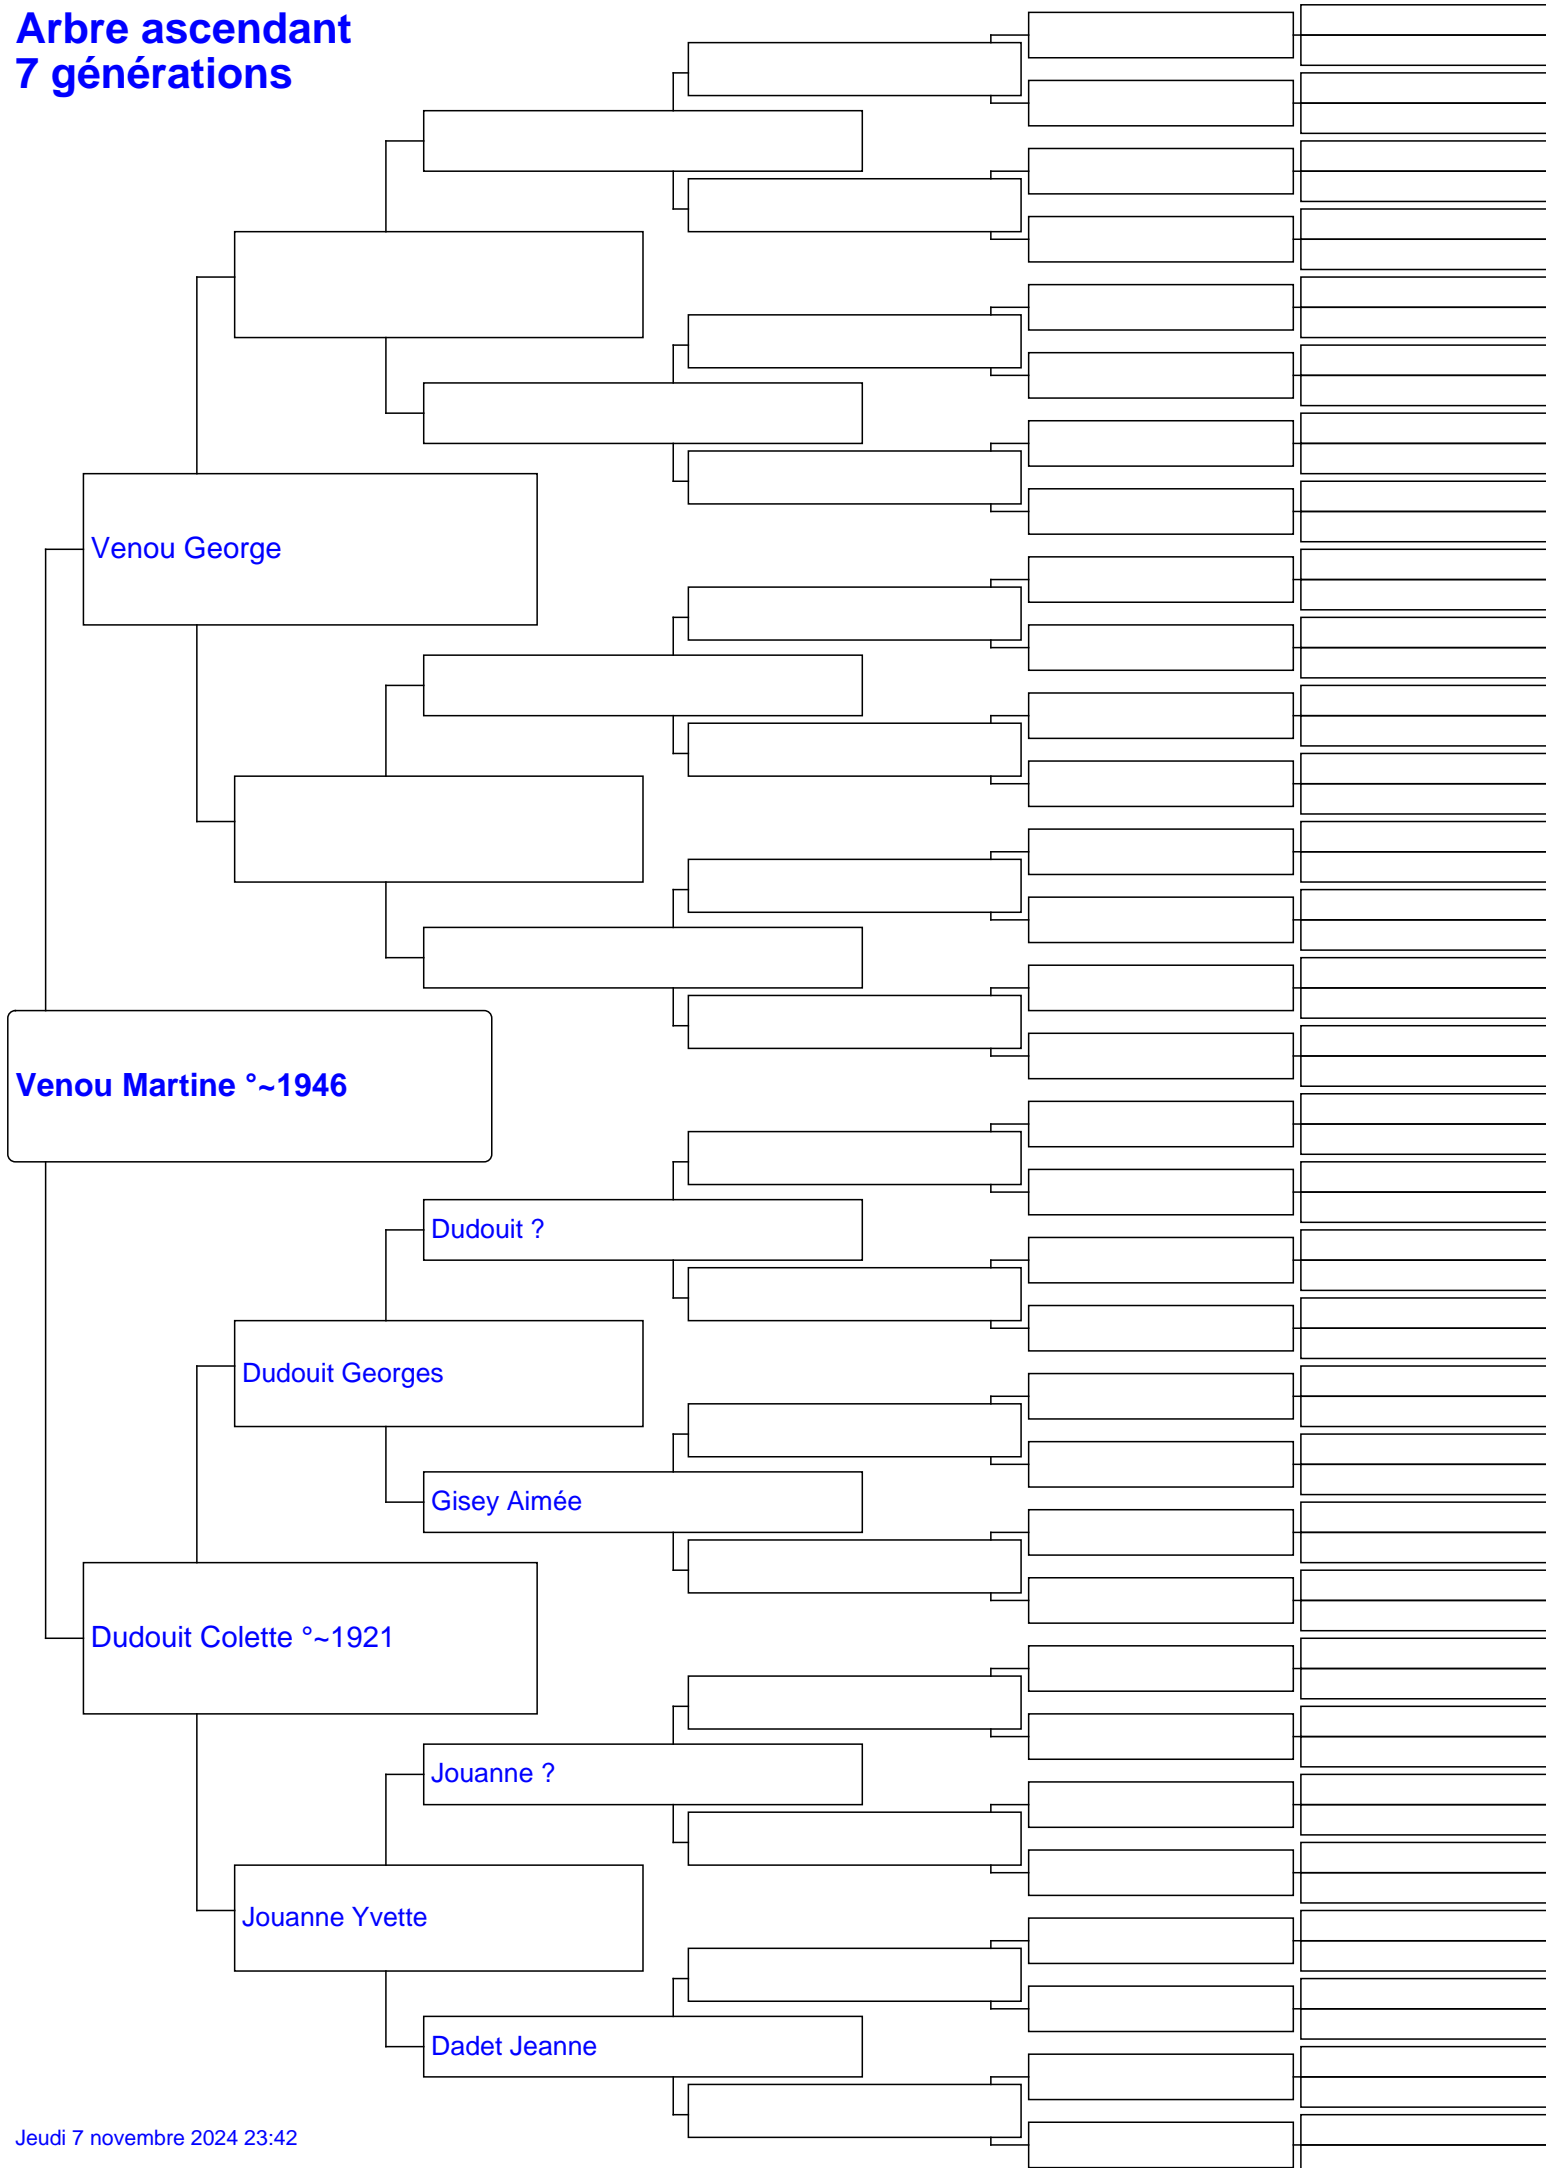 Arbre ascendant
7 générations
Venou George
Venou Martine °~1946
Dudouit ?
Dudouit Georges
Gisey Aimée
Dudouit Colette °~1921
Jouanne ?
Jouanne Yvette
Dadet Jeanne
Jeudi 7 novembre 2024 23:42